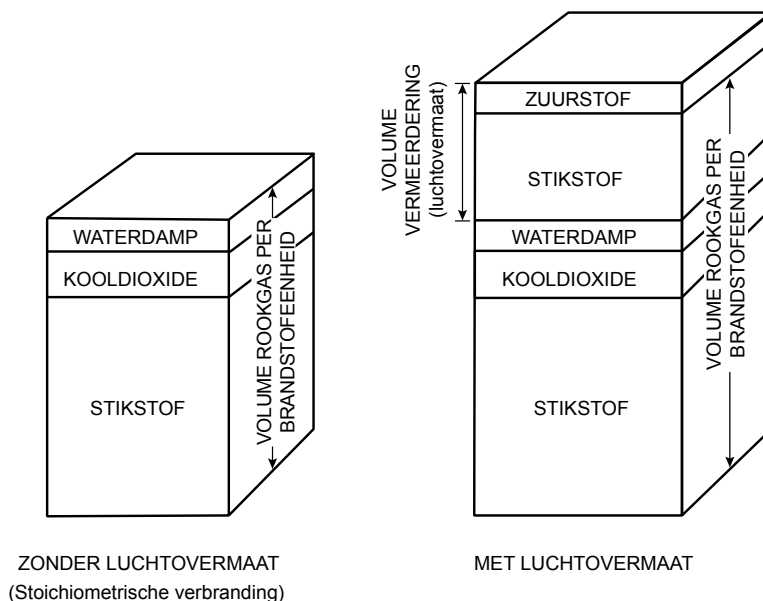 WATERDAMP
KOOLDIOXIDE
STIKSTOF
VOLUME ROOKGAS PER
BRANDSTOFEENHEID
ZONDER LUCHTOVERMAAT
(Stoichiometrische verbranding)
VOLUME
VERMEERDERING
(luchtovermaat)
ZUURSTOF
STIKSTOF
WATERDAMP
KOOLDIOXIDE
STIKSTOF
VOLUME ROOKGAS PER
BRANDSTOFEENHEID
MET LUCHTOVERMAAT